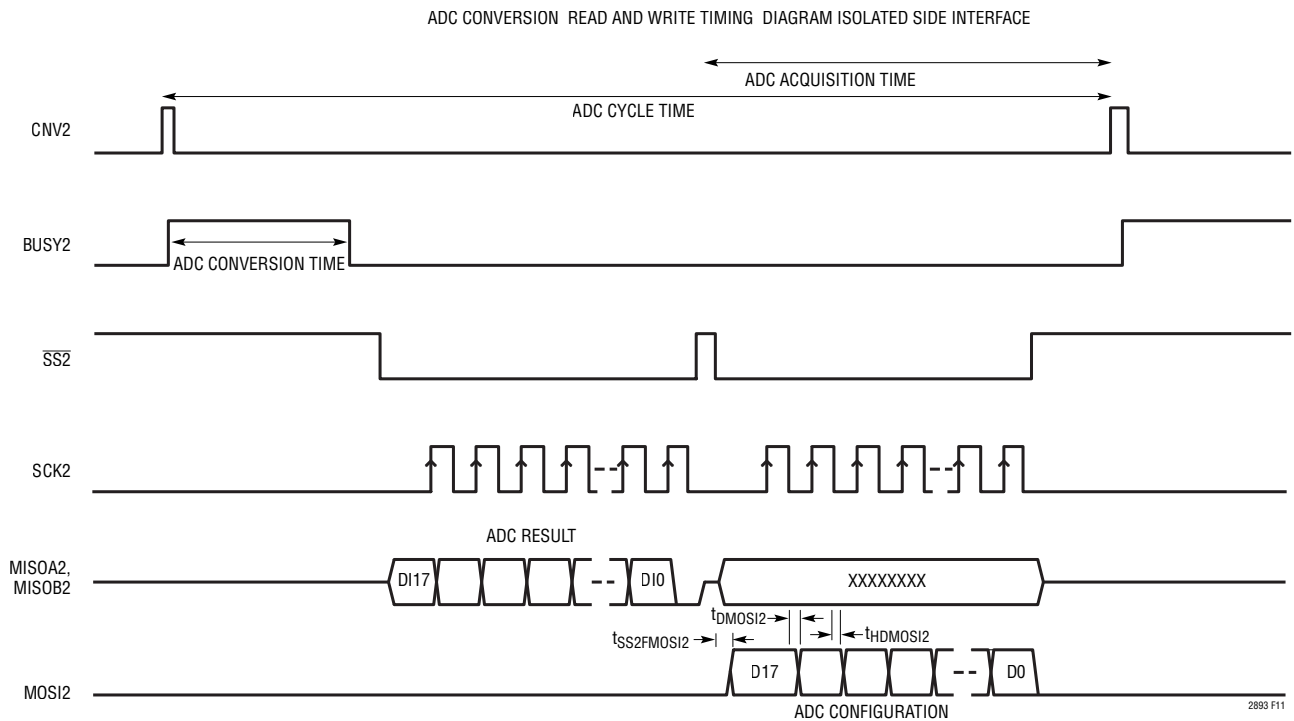 ADC CONVERSION READ AND WRITE TIMING DIAGRAM ISOLATED SIDE INTERFACE
ADC ACQUISITION TIME
ADC CYCLE TIME
CNV2
BUSY2
ADC CONVERSION TIME
SS2
SCK2
ADC RESULT
MISOA2,
MISOB2
DI17
DI0
XXXXXXXX
tDMOSI2
tHDMOSI2
tSS2FMOSI2
MOSI2
D17
D0
ADC CONFIGURATION
2893 F11